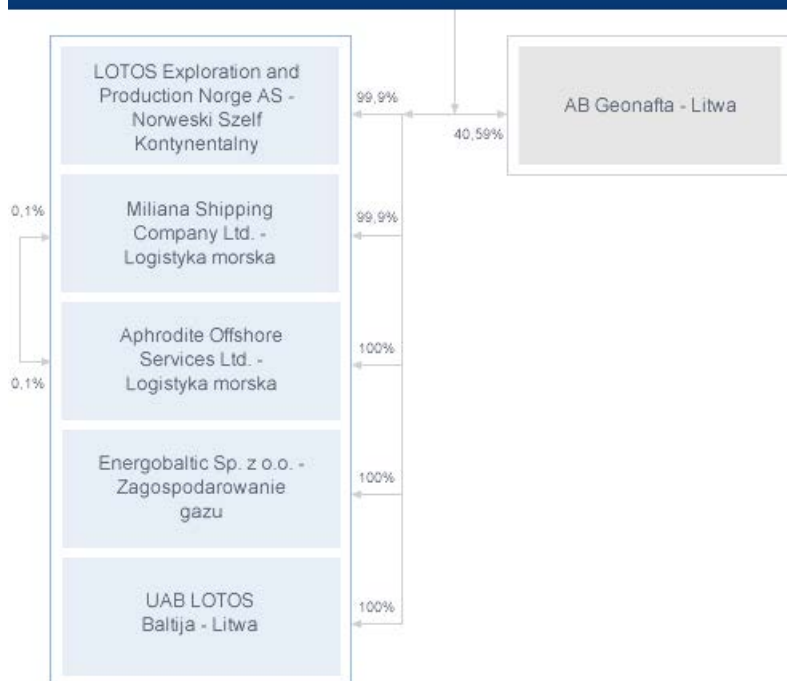 LOTOS Exploration and
Production Norge AS -
Norweski Szelf
Kontynentalny
99,9%
40,59%
AB Geonafta - Litwa
0,1%
Miliana Shipping
Company Ltd. -
Logistyka morska
99,9%
Aphrodite Offshore
Services Ltd. -
Logistyka morska
100%
0,1%
Energobaltic Sp. z o.o. -
Zagospodarowanie
gazu
100%
UAB LOTOS
Baltija - Litwa
100%